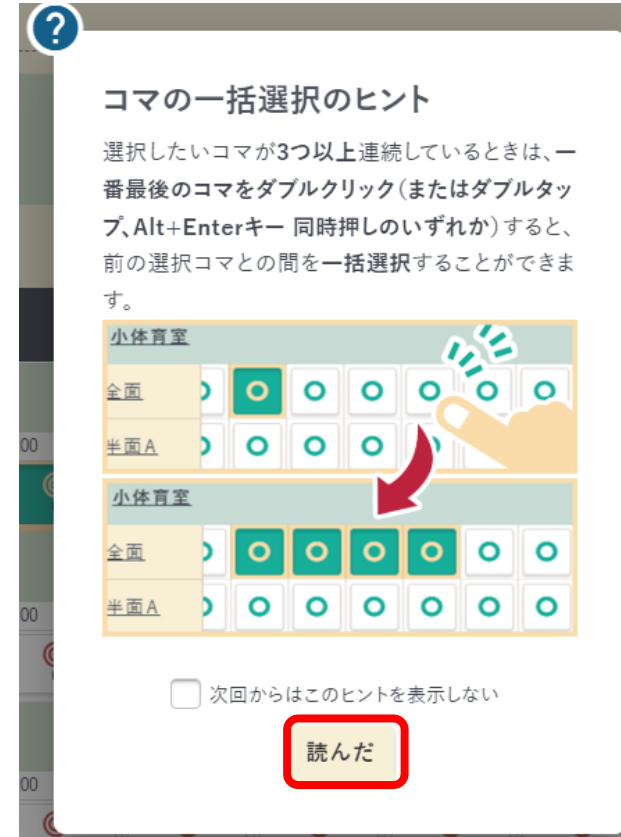 ?
コマの一括選択のヒント
選択したいコマが3つ以上連続しているときは、一
番最後のコマをダブルクリック(またはダブルタッ
プ、Alt+Enterキー 同時押しのいずれか)すると、
前の選択コマとの間を一括選択することができま
す。
小体育室
全面
半面A
小体育室
全面
半面A
次回からはこのヒントを表示しない
読んだ
00
00
00